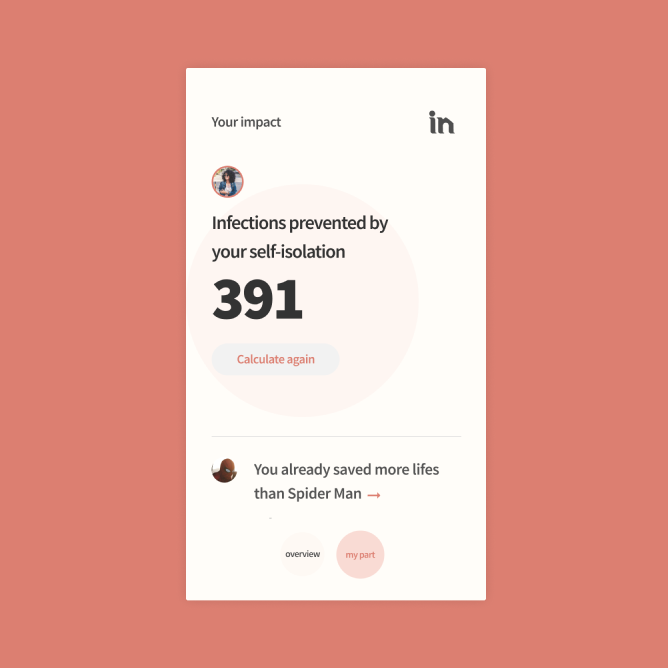 Your impact
in
Infections prevented by
your self-isolation
391
Calculate again
You already saved more lifes
than Spider Man →
overview
my part